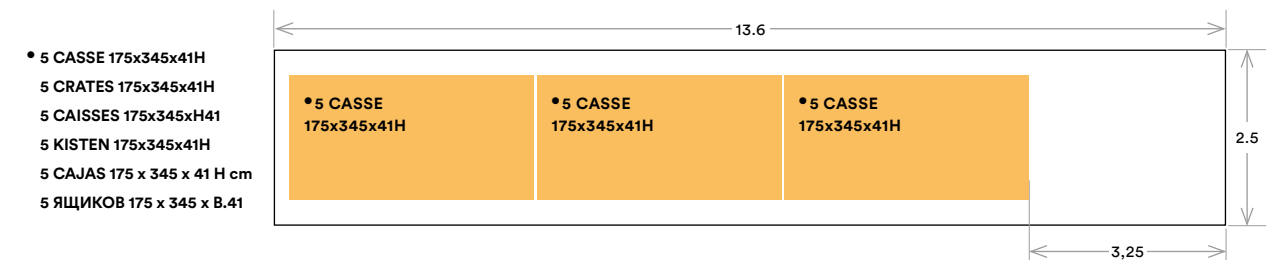 • 5 CASSE 175x345x41H
5 CRATES 175x345x41H
5 CAISSES 175x345xH41
5 KISTEN 175x345x41H
5 CAJAS 175 x 345 x 41 H cm
5 ЯЩИКОВ 175 x 345 x В.41
13.6
• 5 CASSE
175x345x41H
• 5 CASSE
175x345x41H
• 5 CASSE
175x345x41H
2.5
3,25